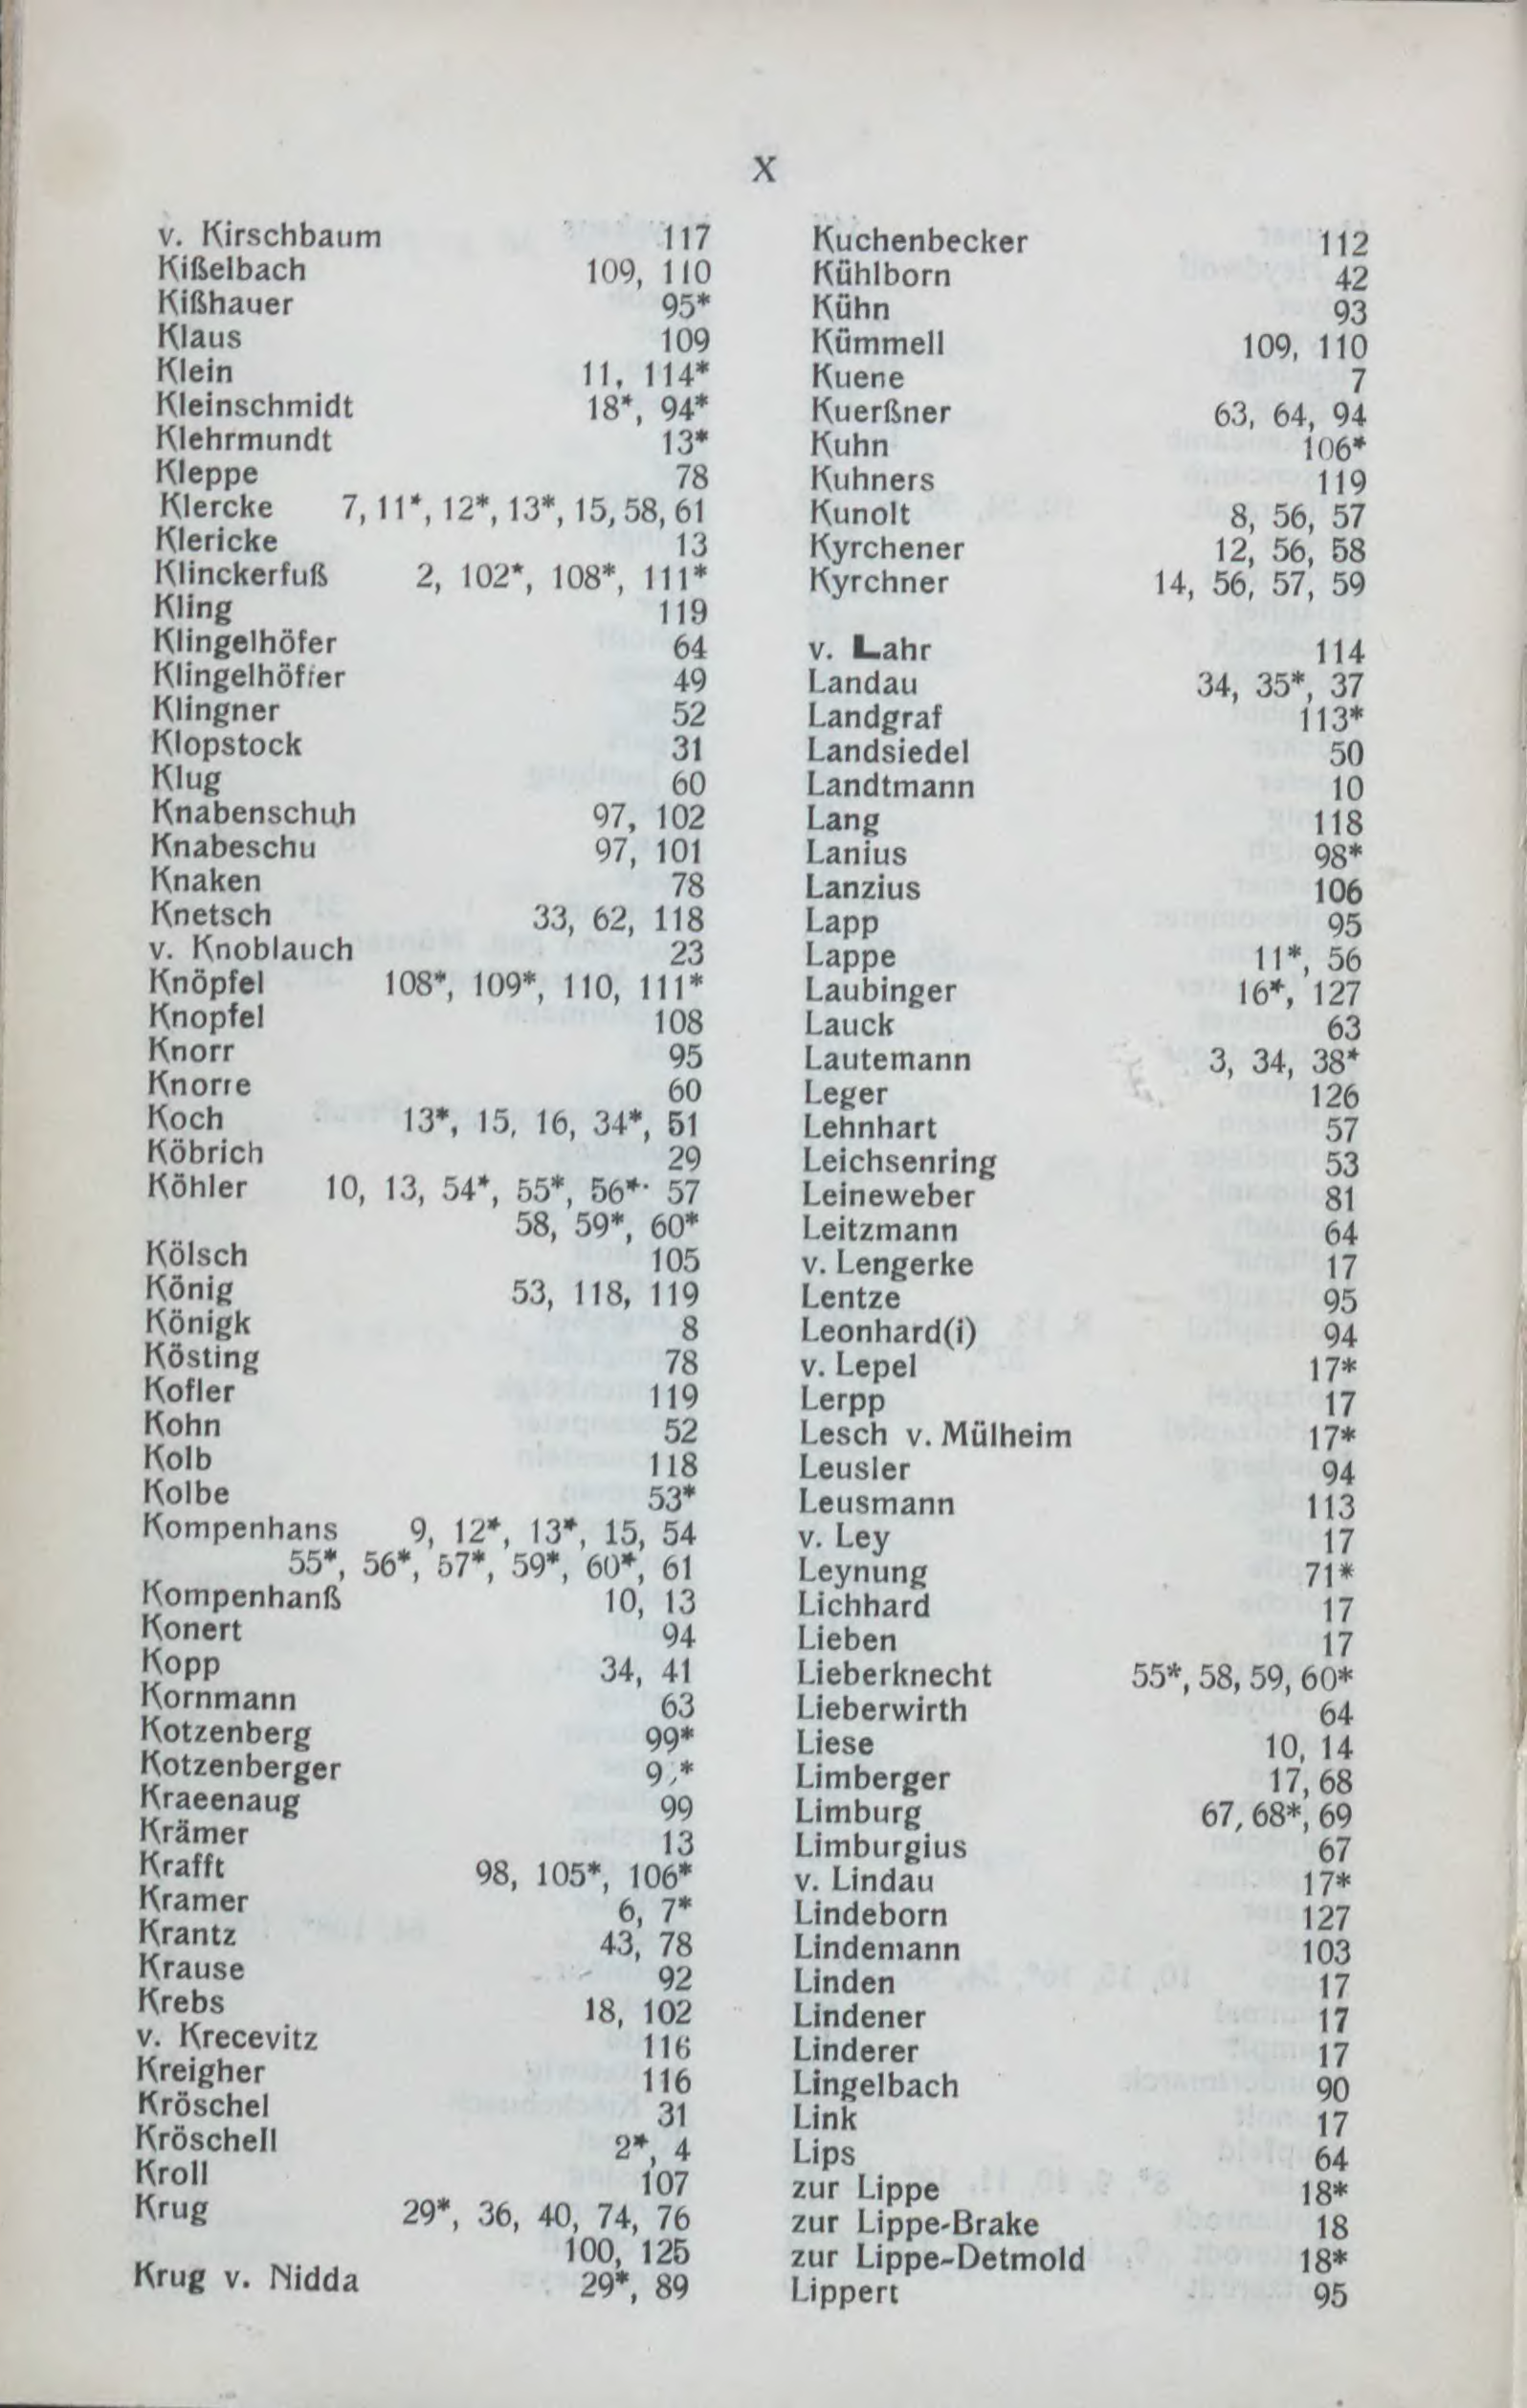 X
v. Kirschbaum 117
Kißelbach 109, 110
Kißhauer 95*
Klaus 109
Klein 11, 114*
Kleinschmidt 18*, 94*
Klehrmundt 13*
Kleppe 78
Klercke 7, 11*, 12*, 13*, 15, 58, 61
Klericke 13
Klinckerfuß 2, 102*, 108*, 111*
Kling 119
Klingelhöfer 64
Klingelhöffer 49
Klingner 52
Klopstock 31
Klug 60
Knabenschuh 97, 102
Knabeschu 97, 101
Knaken 78
Knetsch 33, 62, 118
v. Knoblauch 23
Knöpfel 108*, 109*, 110, 111*
Knopfel 108
Knorr 95
Knorre 60
Koch 13*, 15, 16, 34*, 51
Köbrich 29
Köhler 10, 13, 54*, 55*, 56*· 57
58, 59*, 60*
Kölsch 105
König 53, 118, 119
Königk 8
Kösting 78
Kofler 119
Kohn 52
Kolb 118
Kolbe 53*
Kompenhans 9, 12*, 13*, 15, 54
55*, 56*, 57*, 59*, 60*, 61
Kompenhanß 10, 13
Konert 94
Kopp 34, 41
Kornmann 63
Kotzenberg 99*
Kotzenberger
Kraeenaug 99
Krämer 13
Krafft 98, 105*, 106*
Kramer 6, 7*
Krantz 43, 78
Krause 92
Krebs 18, 102
v. Krecevitz 116
Kreigher 116
Kröschel 31
Kröschell 2*, 4
Kroll 107
Krug 29*, 36, 40, 74, 76
100, 125
Krug v. Nidda 29*, 89
Kuchenbecker 112
Kühlborn 42
Kühn 93
Kümmell 109, 110
Kuene 7
Kuerßner 63, 64, 94
Kuhn 106*
Kuhners 119
Kunolt 8, 56, 57
Kyrchener 12, 56, 58
Kyrchner 14, 56, 57, 59
v. Lahr 114
Landau 34, 35*, 37
Landgraf 113*
Landsiedel 50
Landtmann 10
Lang 118
Lanius 98*
Lanzius 106
Lapp 95
Lappe 11*, 56
Laubinger 16*, 127
Lauck 63
Lautemann 3, 34, 38*
Leger 126
Lehnhart 57
Leichsenring 53
Leineweber 81
Leitzmann 64
v. Lengerke 17
Lentze 95
Leonhard(i) 94
v. Lepel 17*
Lerpp 17
Lesch v. Mülheim 17*
Leusler 94
Leusmann 113
v. Ley 17
Leynung 71*
Lichhard 17
Lieben 17
Lieberknecht 55*, 58, 59, 60*
Lieberwirth 64
Liese 10, 14
Limberger 17, 68
Limburg 67, 68*, 69
Limburgius 67
v. Lindau 17*
Lindeborn 127
Lindemann 103
Linden 17
Lindener 17
Linderer 17
Lingelbach 90
Link 17
Lips 64
zur Lippe 18*
zur Lippe-Brake 18
zur Lippe-Detmold 18*
Lippert 95